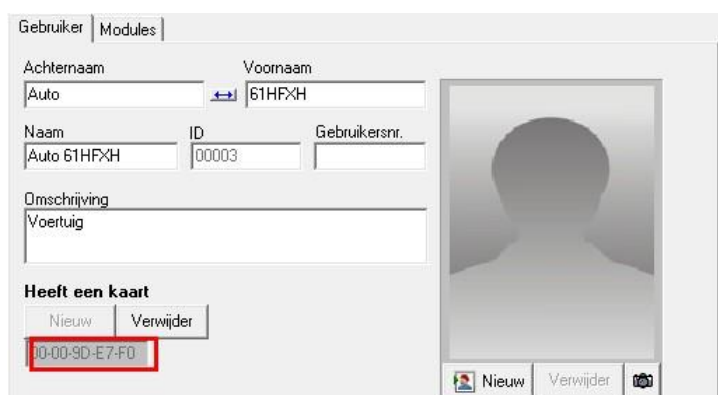 Gebruiker Modules
Achternaam Voornaam
Auto 61HFXH
Naam ID Gebruikersnr.
Auto 61HFXH 00003
Omschrijving
Voertuig
Heeft een kaart
Nieuw Verwijder
00-00-9D-E7-F0
Nieuw Verwijder